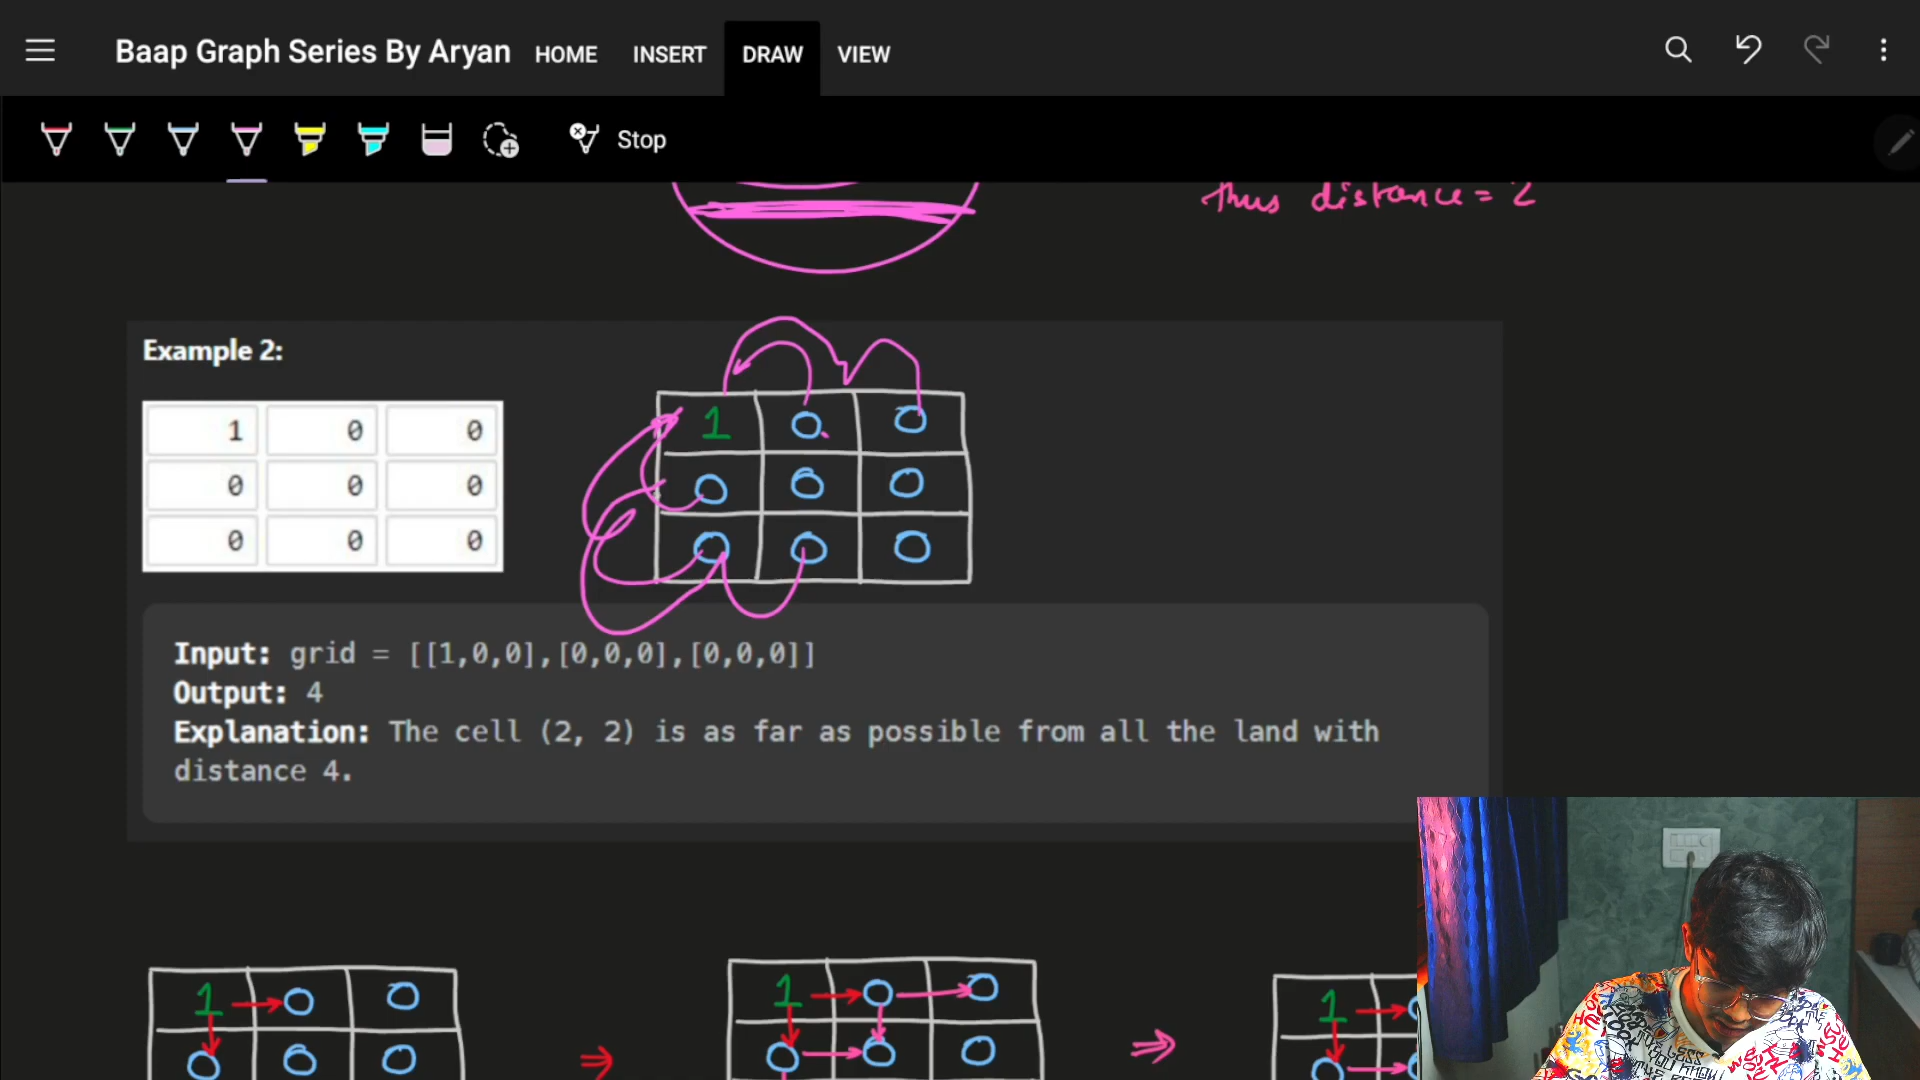 Baap Graph Series By Aryan HOME INSERT DRAW VIEW
Stop
Thus distance = 2
Example 2:
1 0 0
0 0 0
0 0 0
1 0 0
0 0 0
0 0 0
Input: grid = [[1,0,0],[0,0,0],[0,0,0]]
Output: 4
Explanation: The cell (2, 2) is as far as possible from all the land with
distance 4.
1 0 0
0 0 0
1 0 0
0 0 0
1 0
0